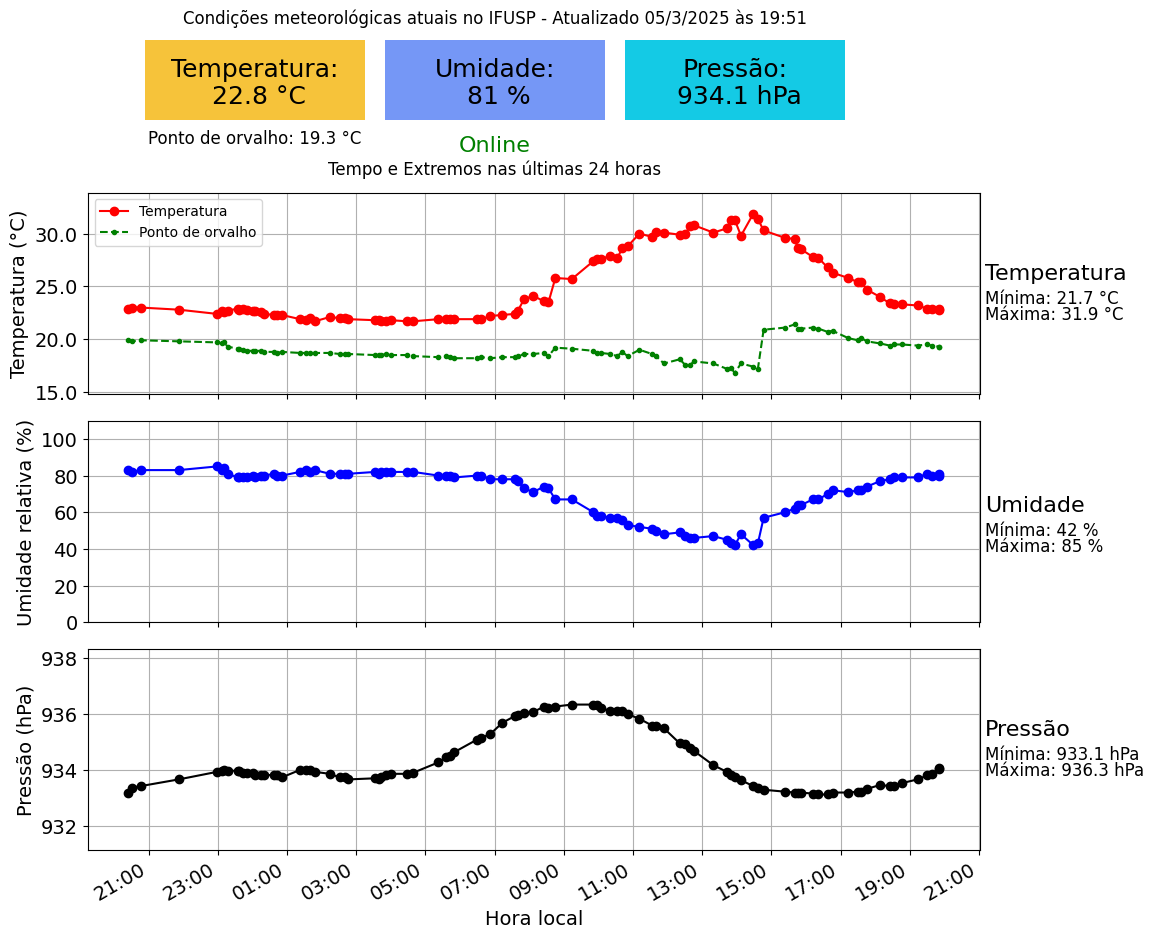 Condições meteorológicas atuais no IFUSP - Atualizado 05/3/2025 às 19:51
Temperatura:
22.8 °C
Umidade:
81 %
Pressão:
934.1 hPa
Ponto de orvalho: 19.3 °C
Online
Tempo e Extremos nas últimas 24 horas
Temperatura (°C)
30.0
25.0
20.0
15.0
Temperatura
Ponto de orvalho
Temperatura
Mínima: 21.7 °C
Máxima: 31.9 °C
Umidade relativa (%)
100
80
60
40
20
0
Umidade
Mínima: 42 %
Máxima: 85 %
Pressão (hPa)
938
936
934
932
Pressão
Mínima: 933.1 hPa
Máxima: 936.3 hPa
21:00 23:00 01:00 03:00 05:00 07:00 09:00 11:00 13:00 15:00 17:00 19:00 21:00
Hora local